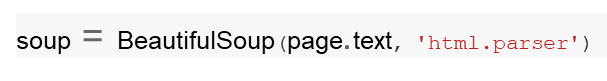 soup = BeautifulSoup(page.text, 'html.parser')